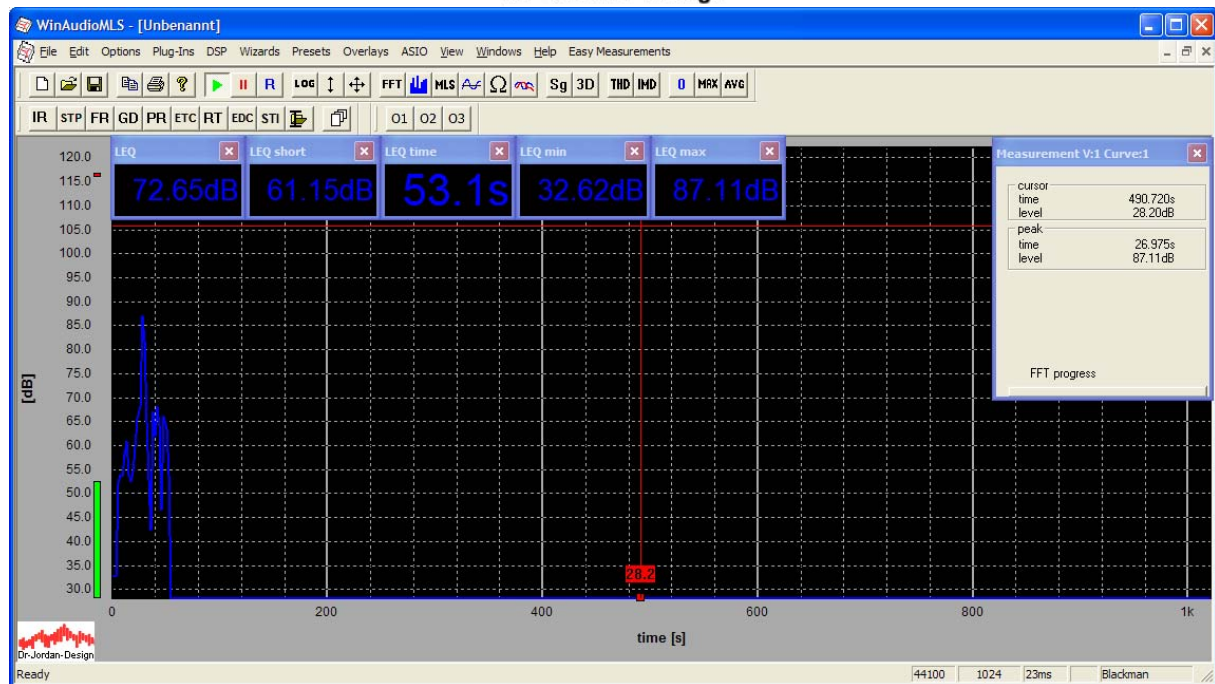 WinAudioMLS - [Unbenannt]
File Edit Options Plug-Ins DSP Wizards Presets Overlays ASIO View Windows Help Easy Measurements
R LOG FFT MLS Ω Sg 3D THD IMD 0 MAX AVG
IR STP FR GD PR ETC RT EDC STI O1 O2 O3
LEQ LEQ short LEQ time LEQ min LEQ max
72.65dB 61.15dB 53.1s 32.62dB 87.11dB
Measurement V:1 Curve:1
cursor
time 490.720s
level 28.20dB
peak
time 26.975s
level 87.11dB
FFT progress
120.0
115.0
110.0
105.0
100.0
95.0
90.0
85.0
80.0
75.0
70.0
65.0
60.0
55.0
50.0
45.0
40.0
35.0
30.0
[dB]
28.2
0 200 400 600 800 1k
time [s]
Dr-Jordan-Design
Ready 44100 1024 23ms Blackman